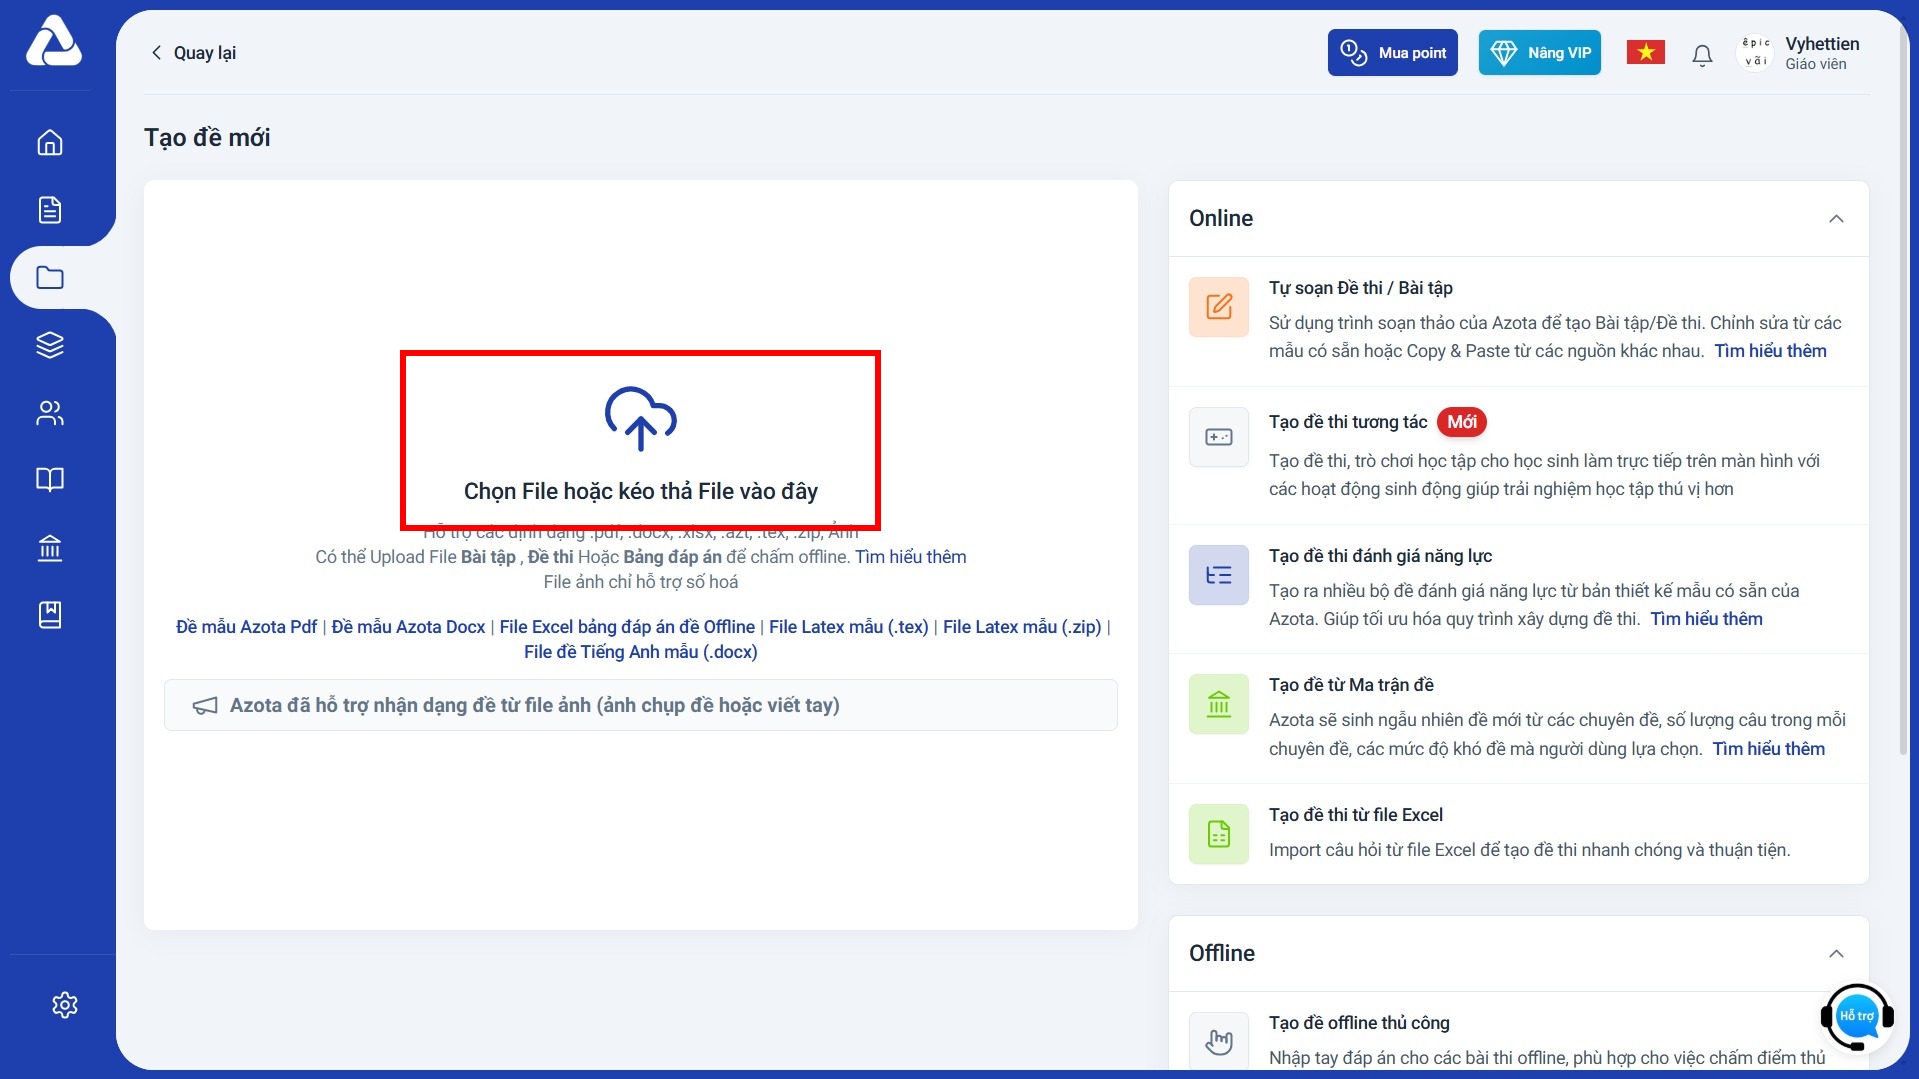 Quay lại
Mua point
Nâng VIP
êpic
vãi
Vyhettien
Giáo viên
Tạo đề mới
Chọn File hoặc kéo thả File vào đây
Hỗ trợ các định dạng .pdf, .docx, .xlsx, .azt, .tex, .zip, Ảnh
Có thể Upload File Bài tập , Đề thi Hoặc Bảng đáp án để chấm offline. Tìm hiểu thêm
File ảnh chỉ hỗ trợ số hoá
Đề mẫu Azota Pdf | Đề mẫu Azota Docx | File Excel bảng đáp án đề Offline | File Latex mẫu (.tex) | File Latex mẫu (.zip) |
File đề Tiếng Anh mẫu (.docx)
Azota đã hỗ trợ nhận dạng đề từ file ảnh (ảnh chụp đề hoặc viết tay)
Online
Tự soạn Đề thi / Bài tập
Sử dụng trình soạn thảo của Azota để tạo Bài tập/Đề thi. Chỉnh sửa từ các
mẫu có sẵn hoặc Copy & Paste từ các nguồn khác nhau. Tìm hiểu thêm
Tạo đề thi tương tác Mới
Tạo đề thi, trò chơi học tập cho học sinh làm trực tiếp trên màn hình với
các hoạt động sinh động giúp trải nghiệm học tập thú vị hơn
Tạo đề thi đánh giá năng lực
Tạo ra nhiều bộ đề đánh giá năng lực từ bản thiết kế mẫu có sẵn của
Azota. Giúp tối ưu hóa quy trình xây dựng đề thi. Tìm hiểu thêm
Tạo đề từ Ma trận đề
Azota sẽ sinh ngẫu nhiên đề mới từ các chuyên đề, số lượng câu trong mỗi
chuyên đề, các mức độ khó đề mà người dùng lựa chọn. Tìm hiểu thêm
Tạo đề thi từ file Excel
Import câu hỏi từ file Excel để tạo đề thi nhanh chóng và thuận tiện.
Offline
Tạo đề offline thủ công
Nhập tay đáp án cho các bài thi offline, phù hợp cho việc chấm điểm thủ
Hỗ trợ